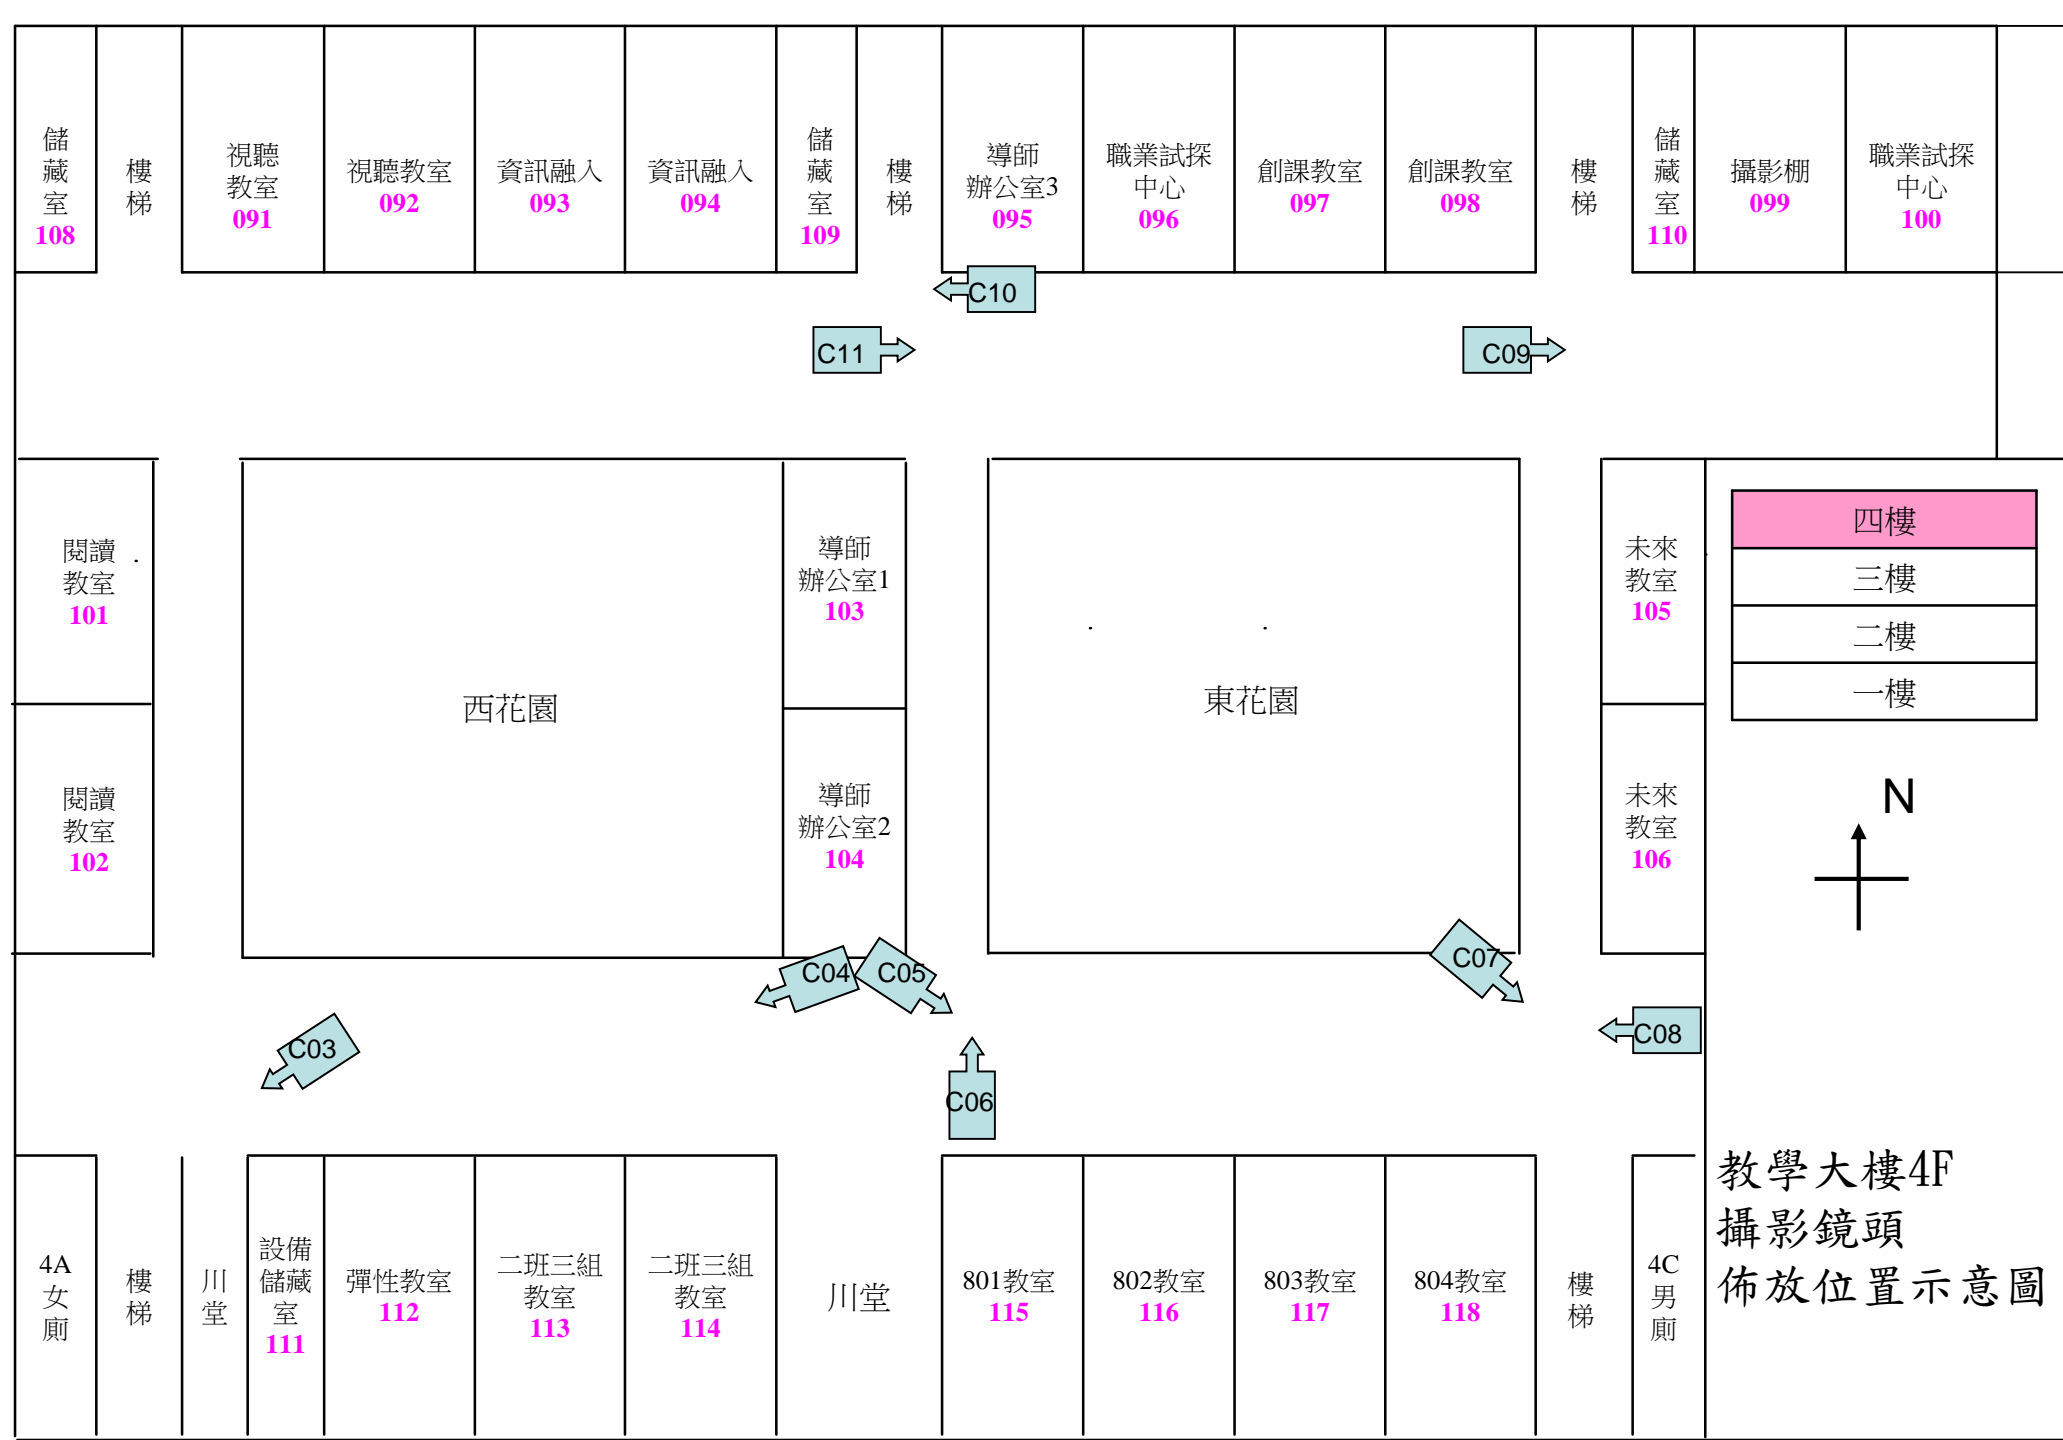 儲
藏
室
108
樓
梯
視聽
教室
091
視聽教室
092
資訊融入
093
資訊融入
094
儲
藏
室
109
樓
梯
導師
辦公室3
095
職業試探
中心
096
創課教室
097
創課教室
098
樓
梯
儲
藏
室
110
攝影棚
099
職業試探
中心
100
C10
C11
C09
閱讀
教室
101
導師
辦公室1
103
未來
教室
105
四樓
三樓
二樓
一樓
西花園
東花園
閱讀
教室
102
導師
辦公室2
104
未來
教室
106
N
C04
C05
C07
C03
C08
C06
教學大樓4F
攝影鏡頭
佈放位置示意圖
4A
女
廁
樓
梯
川
堂
設備
儲藏
室
111
彈性教室
112
二班三組
教室
113
二班三組
教室
114
川堂
801教室
115
802教室
116
803教室
117
804教室
118
樓
梯
4C
男
廁